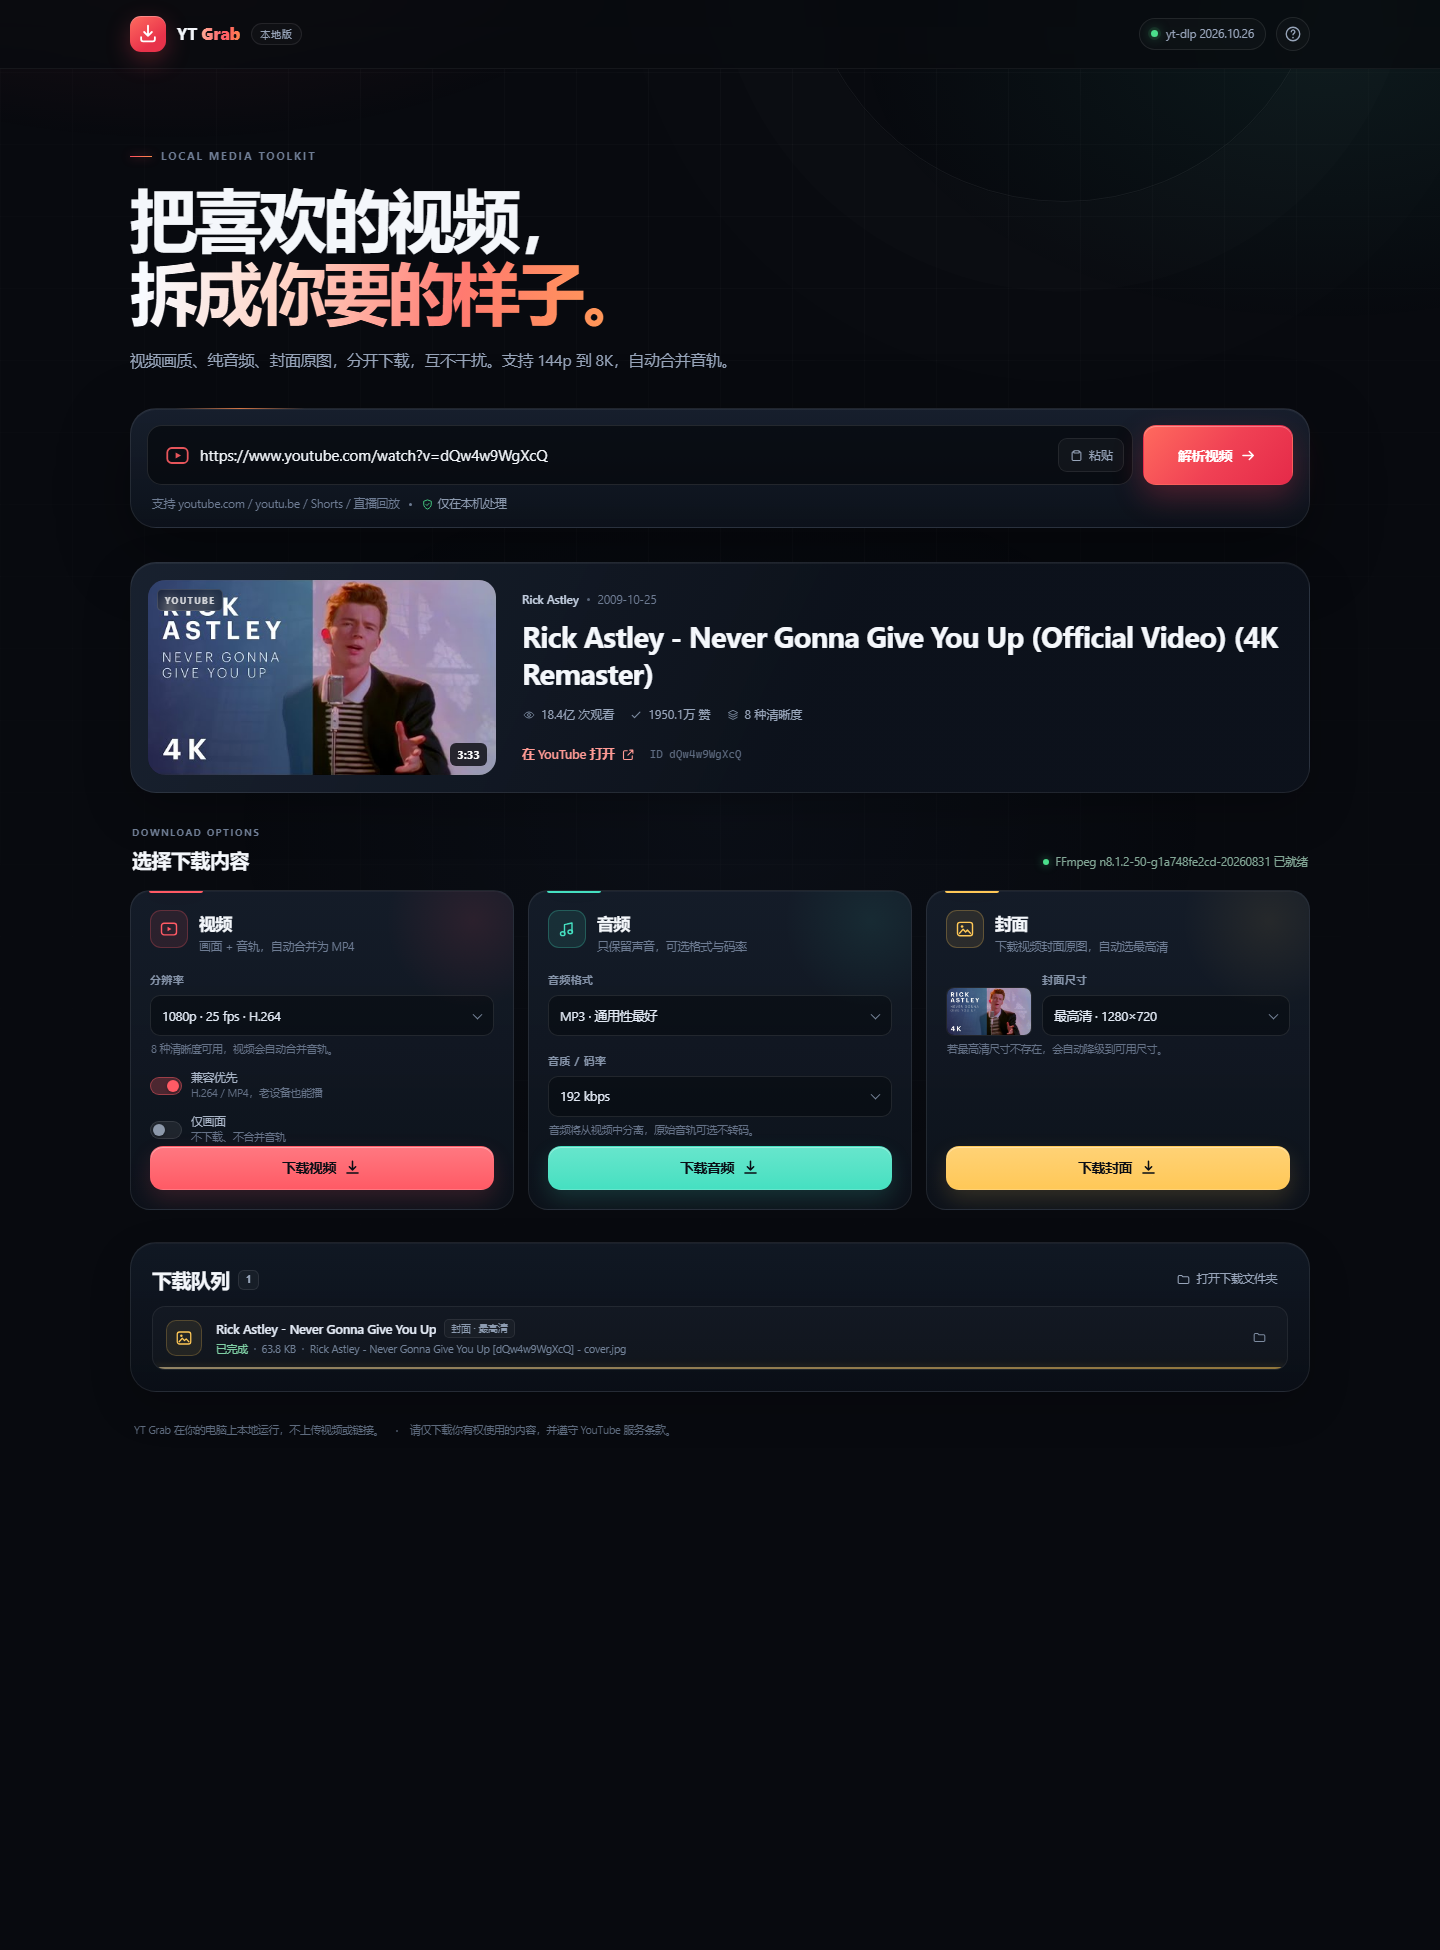 YT Grab 本地版
yt-dlp 2026.10.26
LOCAL MEDIA TOOLKIT
把喜欢的视频，
拆成你要的样子。
视频画质、纯音频、封面原图，分开下载，互不干扰。支持 144p 到 8K，自动合并音轨。
https://www.youtube.com/watch?v=dQw4w9WgXcQ
粘贴
解析视频
支持 youtube.com / youtu.be / Shorts / 直播回放 • 仅在本机处理
YOUTUBE
RICK
ASTLEY
NEVER GONNA
GIVE YOU UP
4K
3:33
Rick Astley • 2009-10-25
Rick Astley - Never Gonna Give You Up (Official Video) (4K
Remaster)
18.4亿 次观看 1950.1万 赞 8 种清晰度
在 YouTube 打开 ID dQw4w9WgXcQ
DOWNLOAD OPTIONS
选择下载内容
FFmpeg n8.1.2-50-g1a748fe2cd-20260831 已就绪
视频
画面 + 音轨，自动合并为 MP4
分辨率
1080p · 25 fps · H.264
8 种清晰度可用，视频会自动合并音轨。
兼容优先
H.264 / MP4，老设备也能播
仅画面
不下载、不合并音轨
下载视频
音频
只保留声音，可选格式与码率
音频格式
MP3 · 通用性最好
音质 / 码率
192 kbps
音频将从视频中分离，原始音轨可选不转码。
下载音频
封面
下载视频封面原图，自动选最高清
RICK
ASTLEY
NEVER GONNA
GIVE YOU UP
4K
封面尺寸
最高清 · 1280×720
若最高清尺寸不存在，会自动降级到可用尺寸。
下载封面
下载队列 1
打开下载文件夹
Rick Astley - Never Gonna Give You Up 封面 · 最高清
已完成 · 63.8 KB · Rick Astley - Never Gonna Give You Up [dQw4w9WgXcQ] - cover.jpg
YT Grab 在你的电脑上本地运行，不上传视频或链接。 · 请仅下载你有权使用的内容，并遵守 YouTube 服务条款。